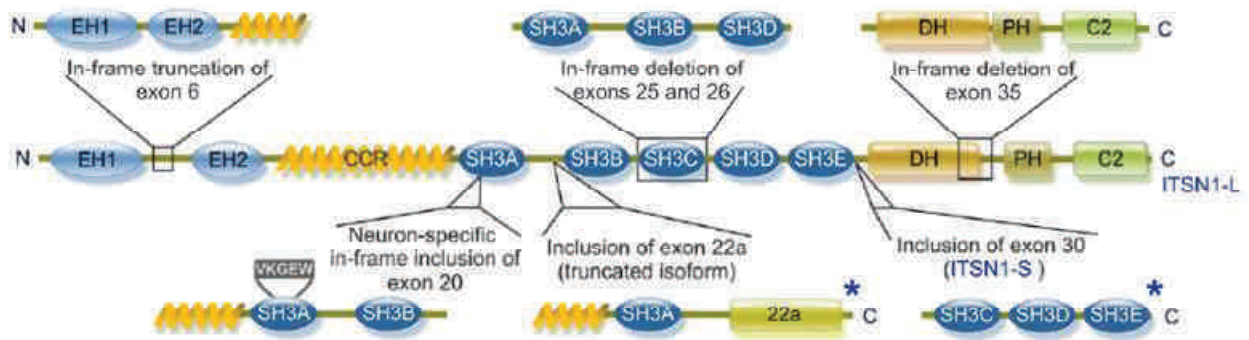 N EH1 EH2
SH3A SH3B SH3D
DH PH C2 C
In-frame truncation of
exon 6
In-frame deletion of
exons 25 and 26
In-frame deletion of
exon 35
N EH1 EH2 CCR SH3A SH3B SH3C SH3D SH3E DH PH C2 C
ITSN1-L
Neuron-specific
in-frame inclusion of
exon 20
Inclusion of exon 22a
(truncated isoform)
Inclusion of exon 30
(ITSN1-S )
VKGEW
SH3A SH3B
SH3A 22a * C
SH3C SH3D SH3E * C